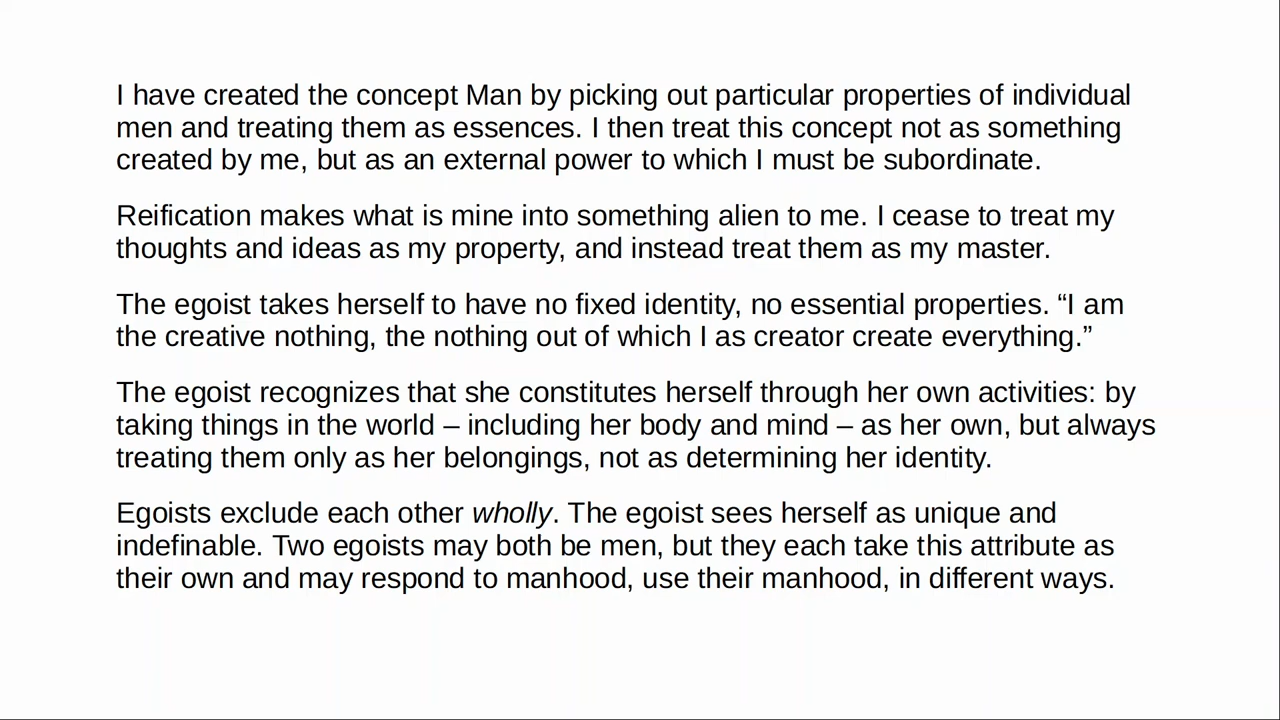 I have created the concept Man by picking out particular properties of individual
men and treating them as essences. I then treat this concept not as something
created by me, but as an external power to which I must be subordinate.
Reification makes what is mine into something alien to me. I cease to treat my
thoughts and ideas as my property, and instead treat them as my master.
The egoist takes herself to have no fixed identity, no essential properties. “I am
the creative nothing, the nothing out of which I as creator create everything.”
The egoist recognizes that she constitutes herself through her own activities: by
taking things in the world – including her body and mind – as her own, but always
treating them only as her belongings, not as determining her identity.
Egoists exclude each other wholly. The egoist sees herself as unique and
indefinable. Two egoists may both be men, but they each take this attribute as
their own and may respond to manhood, use their manhood, in different ways.